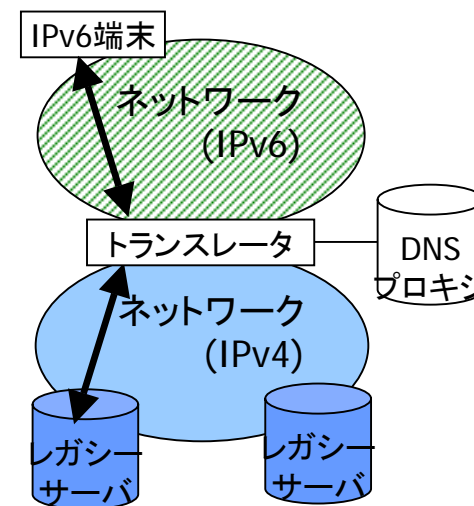 IPv6端末
ネットワーク
(IPv6)
トランスレータ
DNS
プロキシ
ネットワーク
(IPv4)
レガシー
サーバ
レガシー
サーバ